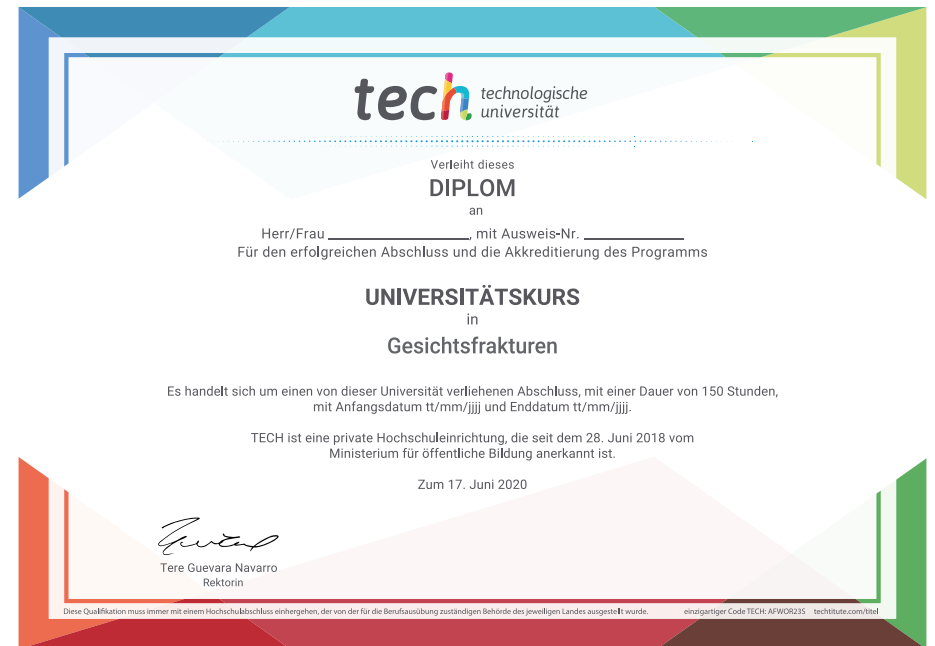 tech technologische
universität
Verleiht dieses
DIPLOM
an
Herr/Frau ____________, mit Ausweis-Nr. ____________
Für den erfolgreichen Abschluss und die Akkreditierung des Programms
UNIVERSITÄTSKURS
in
Gesichtsfrakturen
Es handelt sich um einen von dieser Universität verliehenen Abschluss, mit einer Dauer von 150 Stunden,
mit Anfangsdatum tt/mm/jjjj und Enddatum tt/mm/jjjj.
TECH ist eine private Hochschuleinrichtung, die seit dem 28. Juni 2018 vom
Ministerium für öffentliche Bildung anerkannt ist.
Zum 17. Juni 2020
Tere Guevara Navarro
Rektorin
Diese Qualifikation muss immer mit einem Hochschulabschluss einhergehen, der von der für die Berufsausübung zuständigen Behörde des jeweiligen Landes ausgestellt wurde. einzigartiger Code TECH: AFWOR23S techtitute.com/titel